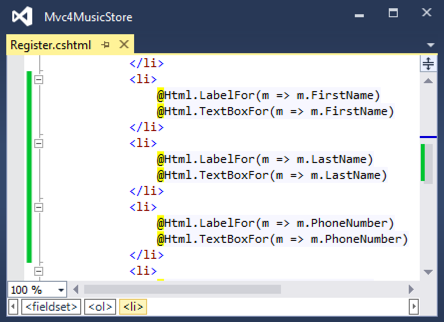 Mvc4MusicStore
Register.cshtml
</li>
<li>
@Html.LabelFor(m => m.FirstName)
@Html.TextBoxFor(m => m.FirstName)
</li>
<li>
@Html.LabelFor(m => m.LastName)
@Html.TextBoxFor(m => m.LastName)
</li>
<li>
@Html.LabelFor(m => m.PhoneNumber)
@Html.TextBoxFor(m => m.PhoneNumber)
</li>
<li>
100 %
<fieldset> <ol> <li>